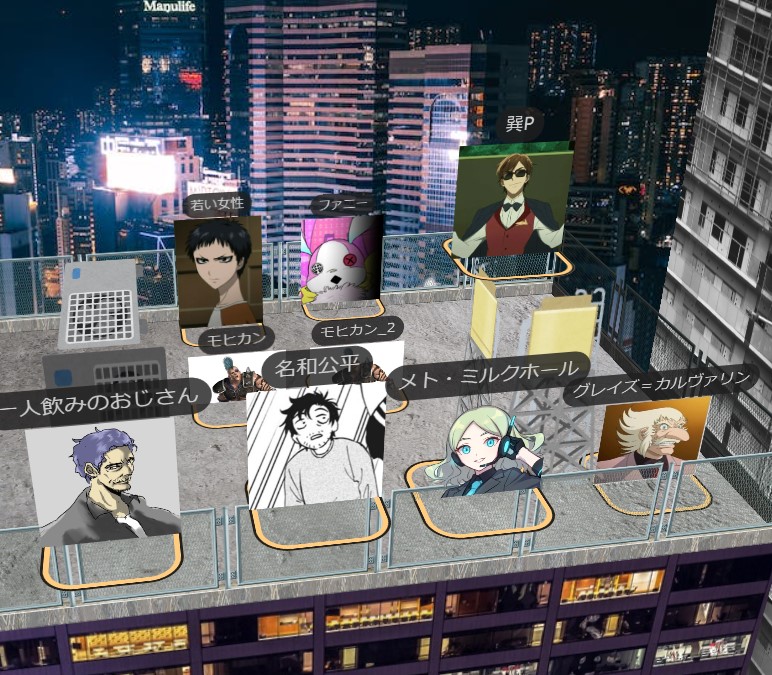 Manulife
巽P
若い女性
ファニー
モヒカン
モヒカン_2
名和公平
メト・ミルクホール
グレイズ=カルヴァリン
一人飲みのおじさん